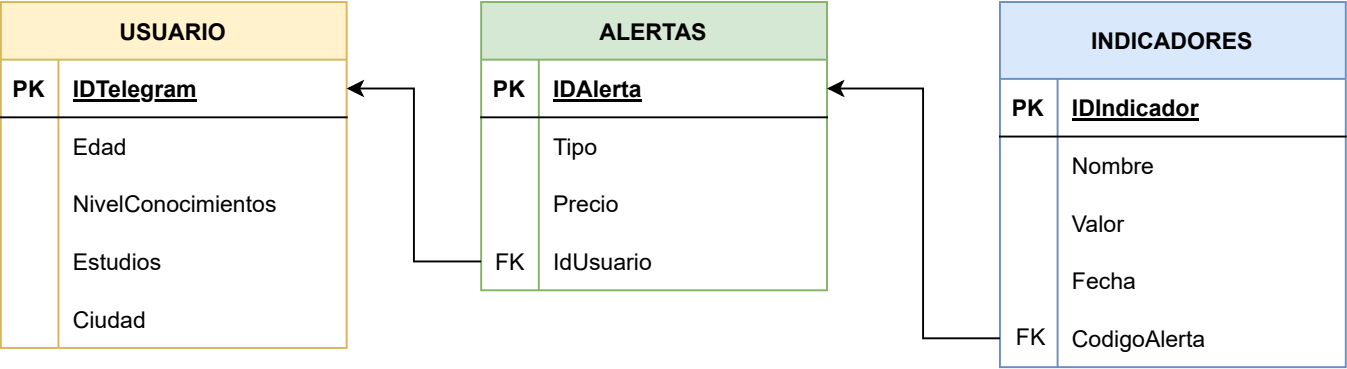 USUARIO
PK IDTelegram
Edad
NivelConocimientos
Estudios
Ciudad
ALERTAS
PK IDAlerta
Tipo
Precio
FK IdUsuario
INDICADORES
PK IDIndicador
Nombre
Valor
Fecha
FK CodigoAlerta